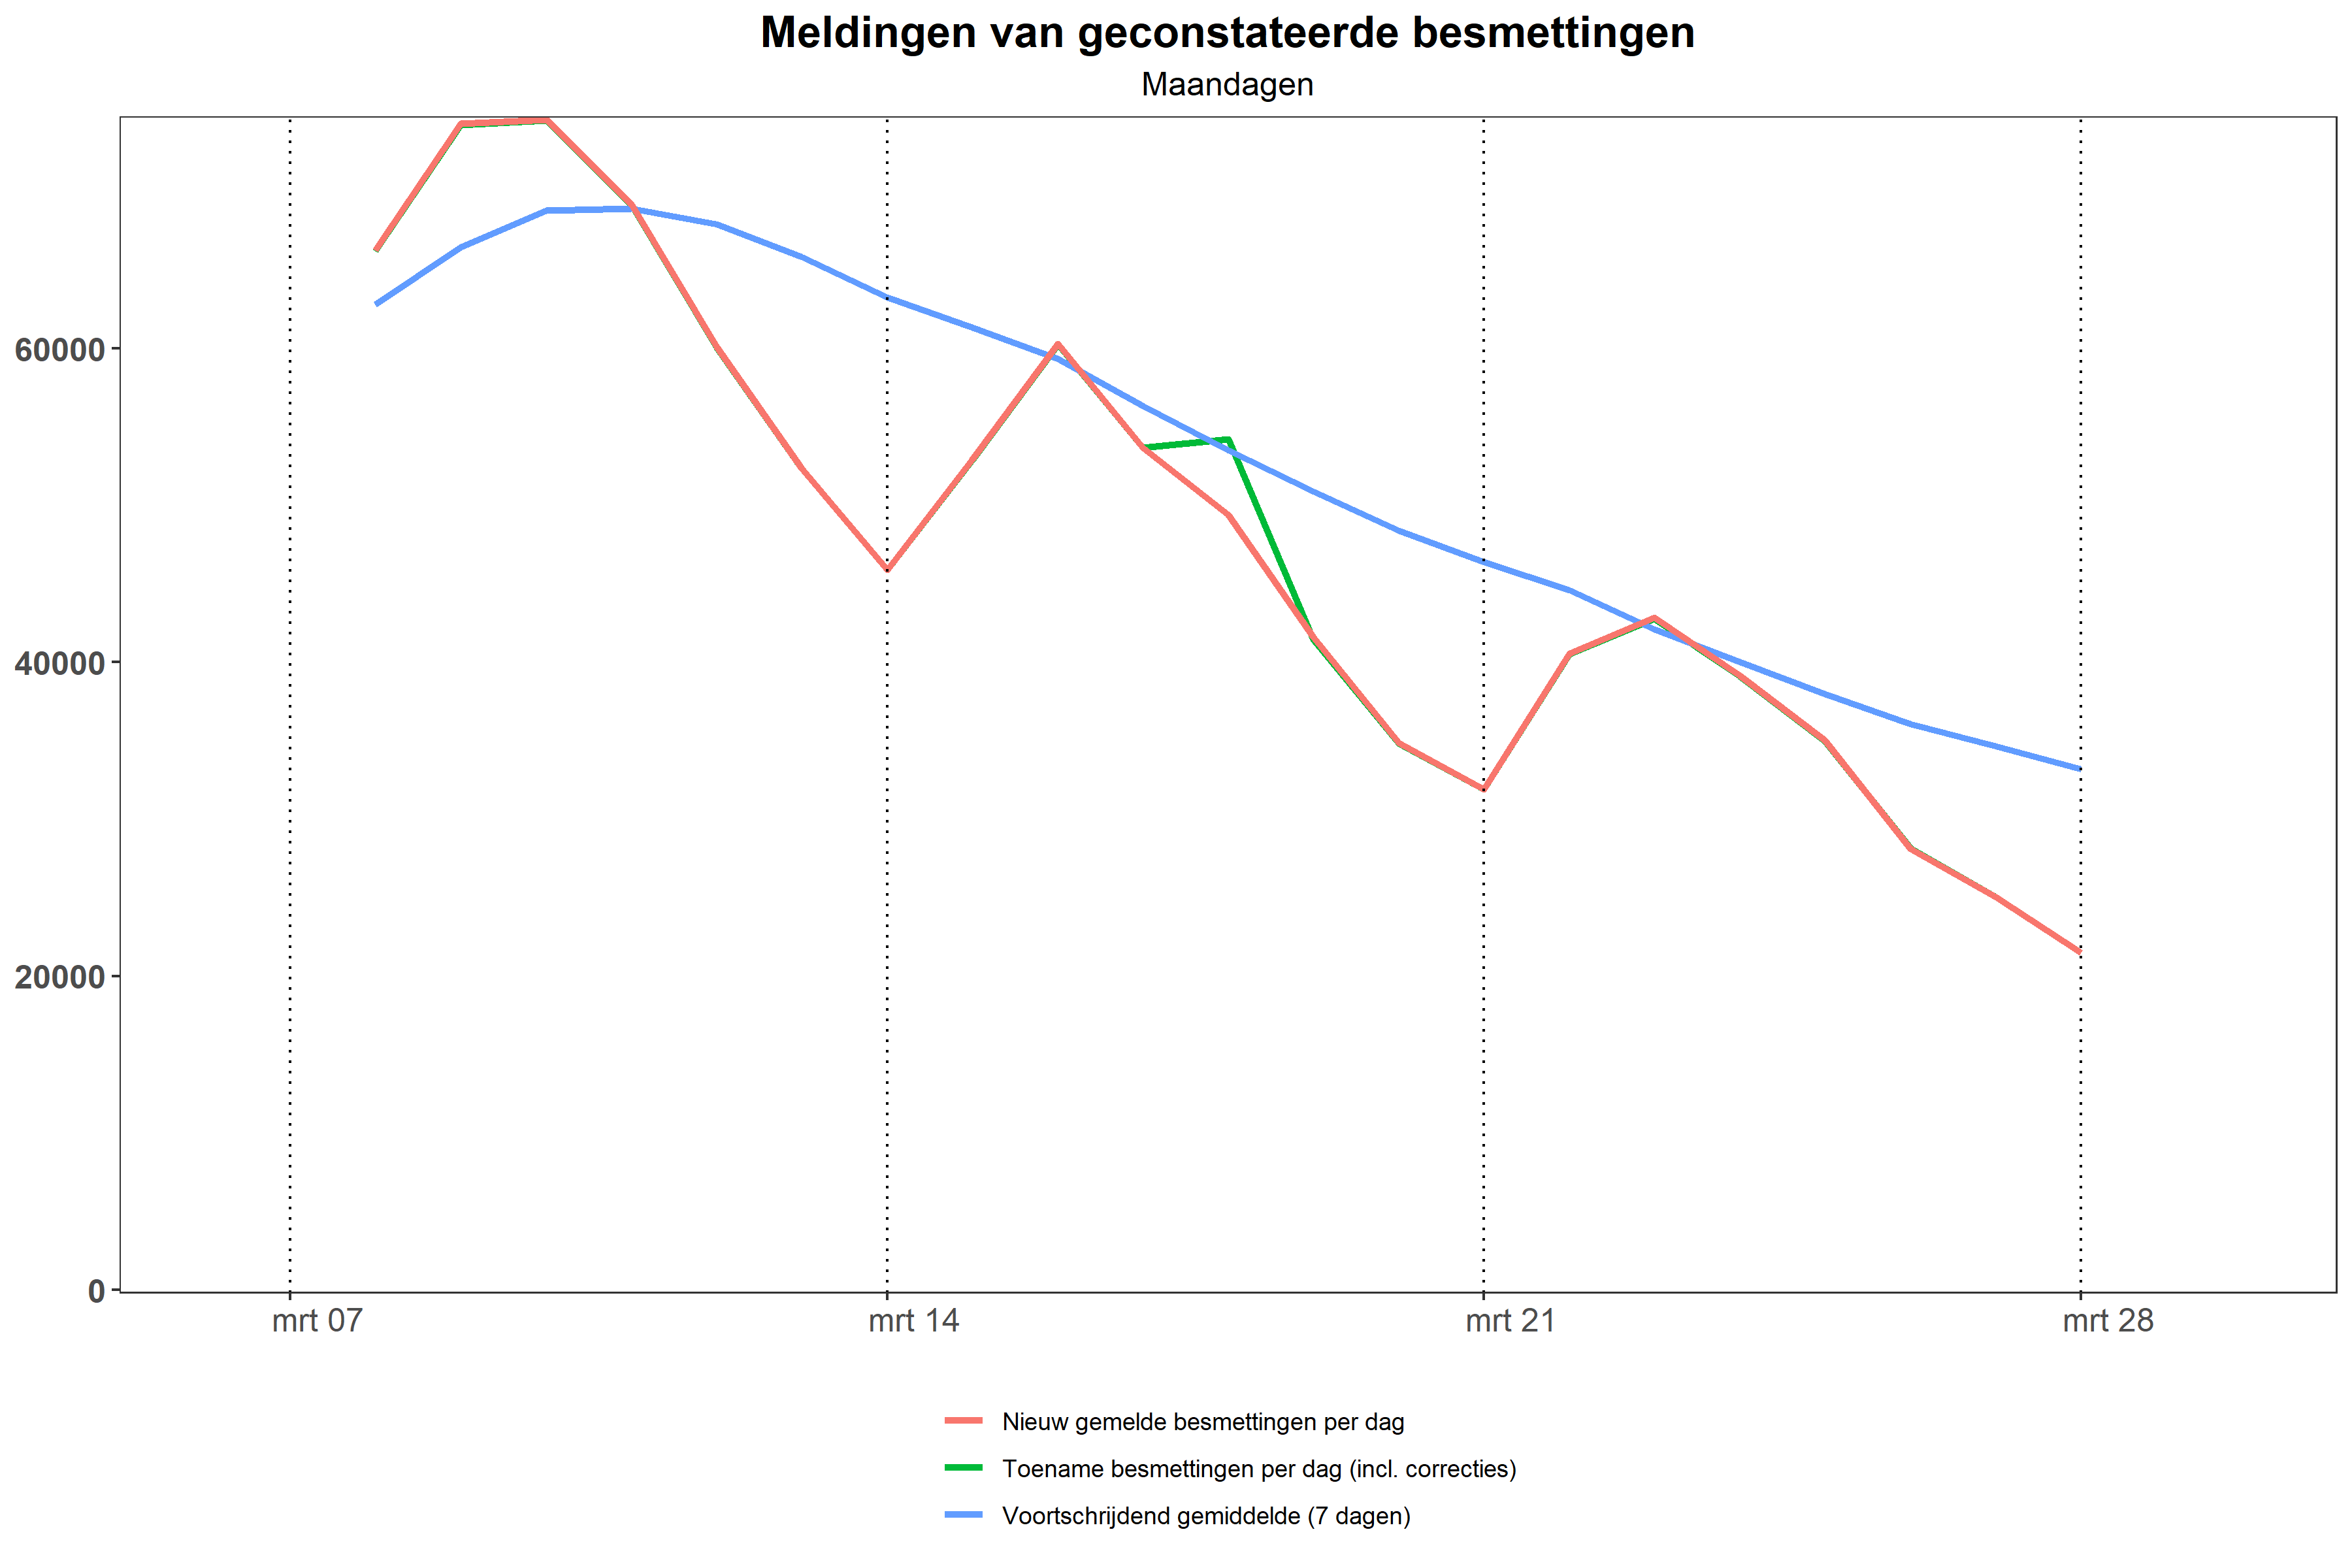 Meldingen van geconstateerde besmettingen
Maandagen
60000
40000
20000
0
mrt 07
mrt 14
mrt 21
mrt 28
Nieuw gemelde besmettingen per dag
Toename besmettingen per dag (incl. correcties)
Voortschrijdend gemiddelde (7 dagen)